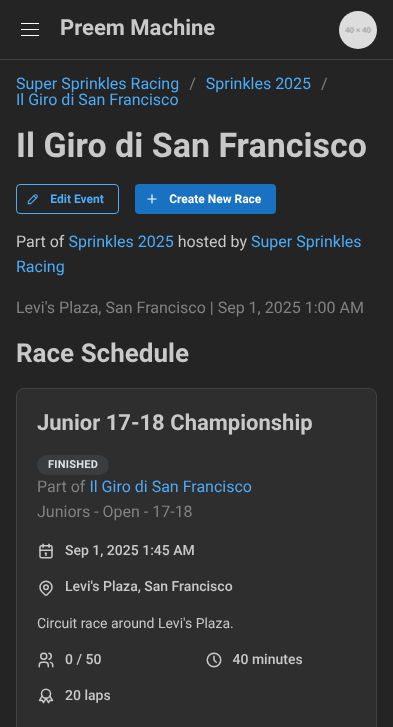 Preem Machine
40 × 40
Super Sprinkles Racing / Sprinkles 2025 /
Il Giro di San Francisco
Il Giro di San Francisco
Edit Event
Create New Race
Part of Sprinkles 2025 hosted by Super Sprinkles
Racing
Levi's Plaza, San Francisco | Sep 1, 2025 1:00 AM
Race Schedule
Junior 17-18 Championship
FINISHED
Part of Il Giro di San Francisco
Juniors - Open - 17-18
Sep 1, 2025 1:45 AM
Levi's Plaza, San Francisco
Circuit race around Levi's Plaza.
0 / 50
40 minutes
20 laps